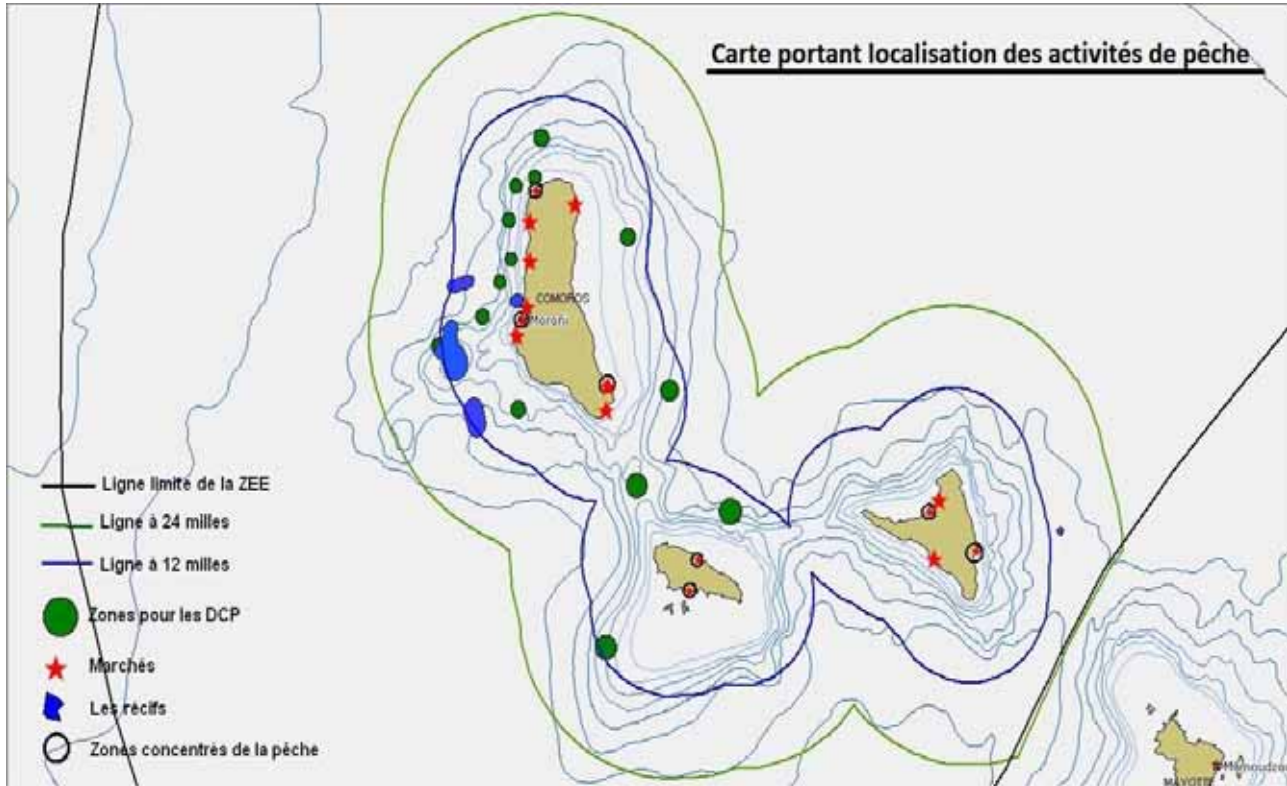 Carte portant localisation des activités de pêche
COMOROS
Moroni
Ligne limite de la ZEE
Ligne à 24 milles
Ligne à 12 milles
Zones pour les DCP
Marchés
Les récifs
Zones concentrés de la pêche
Mamoudzou
MAYOTTE